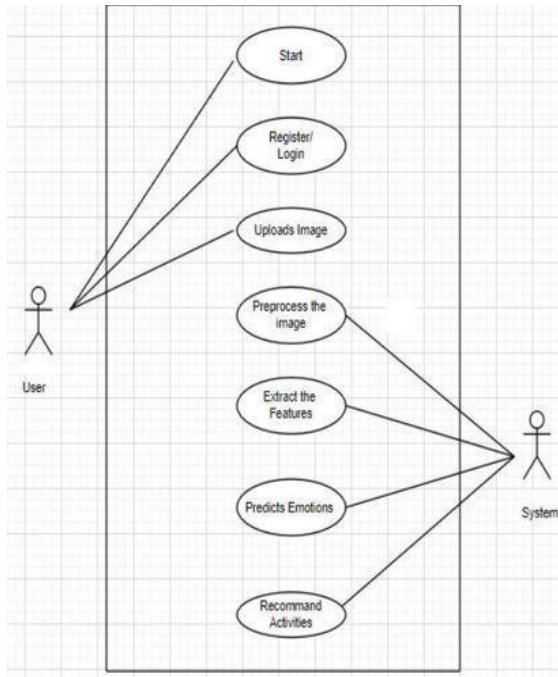 Start
Register/
Login
Uploads Image
Preprocess the
image
User
Extract the
Features
Predicts Emotions
System
Recommand
Activities